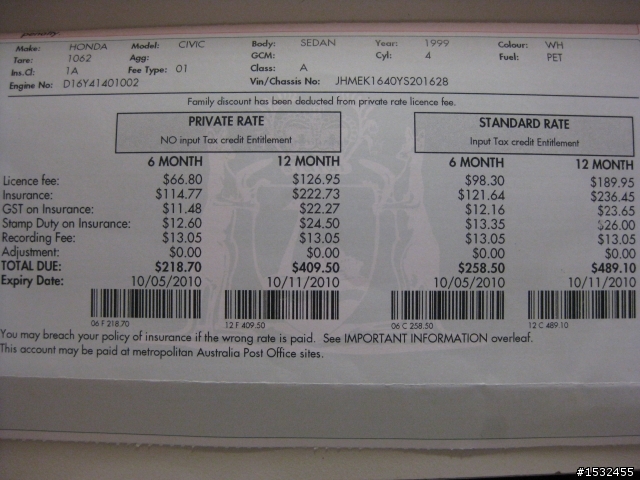 Make: HONDA Model: CIVIC Body: SEDAN Year: 1999 Colour: WH
Tare: 1062 Agg: GCM: Cyl: 4 Fuel: PET
Ins.Cl: 1A Fee Type: 01 Class: A
Engine No: D16Y41401002 Vin/Chassis No: JHMEK1640YS201628
Family discount has been deducted from private rate licence fee.
PRIVATE RATE STANDARD RATE
NO input Tax credit Entitlement Input Tax credit Entitlement
6 MONTH 12 MONTH 6 MONTH 12 MONTH
Licence fee: $66.80 $126.95 $98.30 $189.95
Insurance: $114.77 $222.73 $121.64 $236.45
GST on Insurance: $11.48 $22.27 $12.16 $23.65
Stamp Duty on Insurance: $12.60 $24.50 $13.35 $26.00
Recording Fee: $13.05 $13.05 $13.05 $13.05
Adjustment: $0.00 $0.00 $0.00 $0.00
TOTAL DUE: $218.70 $409.50 $258.50 $489.10
Expiry Date: 10/05/2010 10/11/2010 10/05/2010 10/11/2010
06 F 218.70 12 F 409.50 06 C 258.50 12 C 489.10
You may breach your policy of insurance if the wrong rate is paid. See IMPORTANT INFORMATION overleaf.
This account may be paid at metropolitan Australia Post Office sites.
#1532455